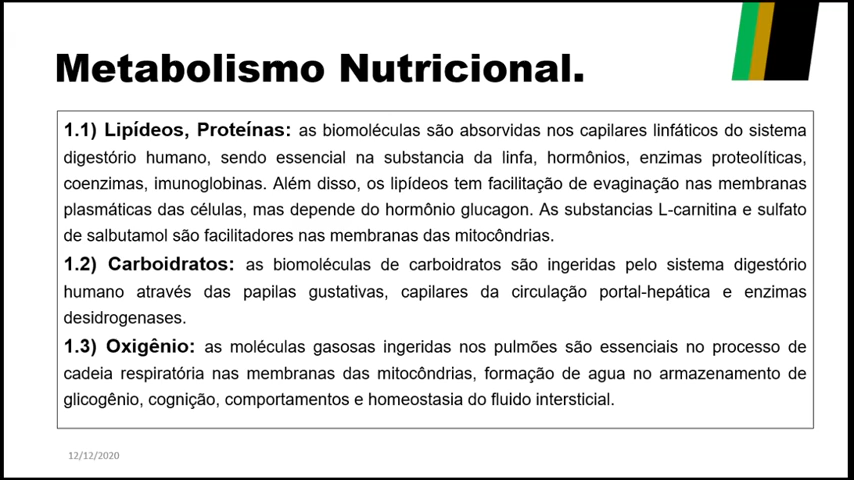 Metabolismo Nutricional.
1.1) Lipídeos, Proteínas: as biomoléculas são absorvidas nos capilares linfáticos do sistema
digestório humano, sendo essencial na substancia da linfa, hormônios, enzimas proteolíticas,
coenzimas, imunoglobinas. Além disso, os lipídeos tem facilitação de evaginação nas membranas
plasmáticas das células, mas depende do hormônio glucagon. As substancias L-carnitina e sulfato
de salbutamol são facilitadores nas membranas das mitocôndrias.
1.2) Carboidratos: as biomoléculas de carboidratos são ingeridas pelo sistema digestório
humano através das papilas gustativas, capilares da circulação portal-hepática e enzimas
desidrogenases.
1.3) Oxigênio: as moléculas gasosas ingeridas nos pulmões são essenciais no processo de
cadeia respiratória nas membranas das mitocôndrias, formação de agua no armazenamento de
glicogênio, cognição, comportamentos e homeostasia do fluido intersticial.
12/12/2020